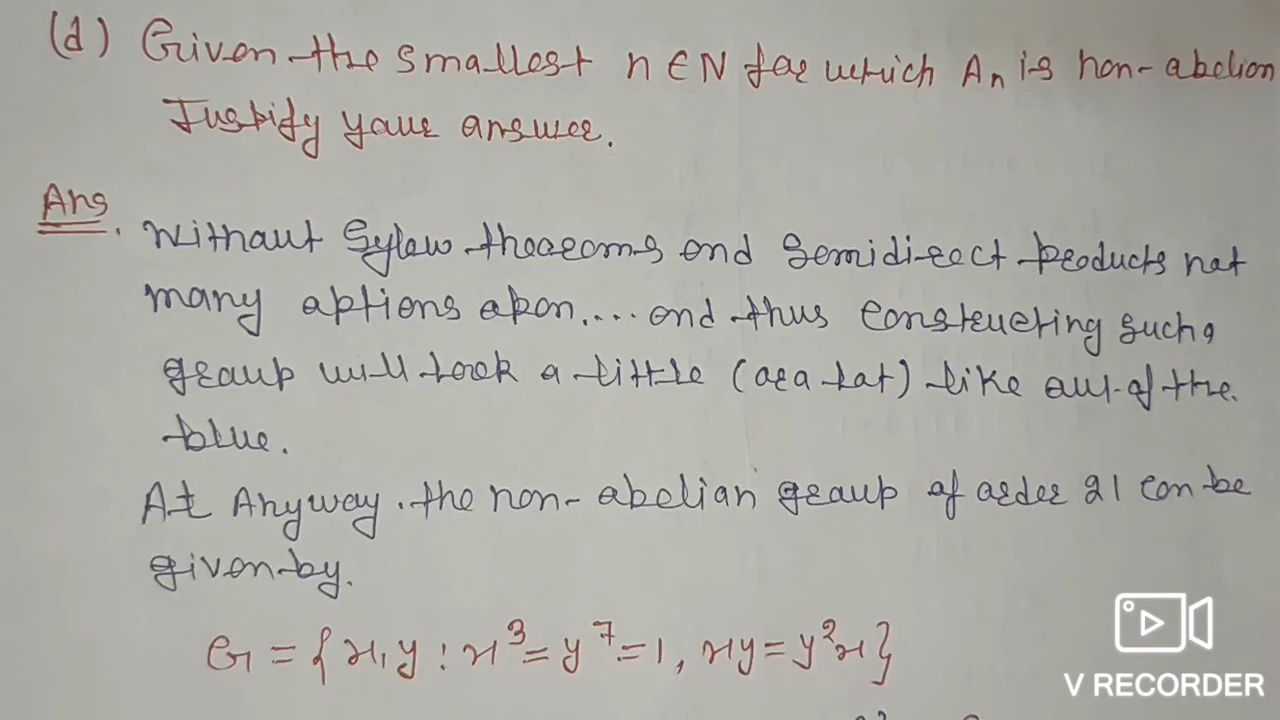 (d) Given the smallest n ∈ N for which Aₙ is non-abelian
Justify your answer.
Ans.
Without Sylow theorems and semidirect products not
many options open.... and thus constructing such a
group will look a little (or a lot) like out of the
blue.
At Anyway. the non-abelian group of order 21 can be
given by.
G = {x, y : x³ = y⁷ = 1, xy = y²x}
V RECORDER